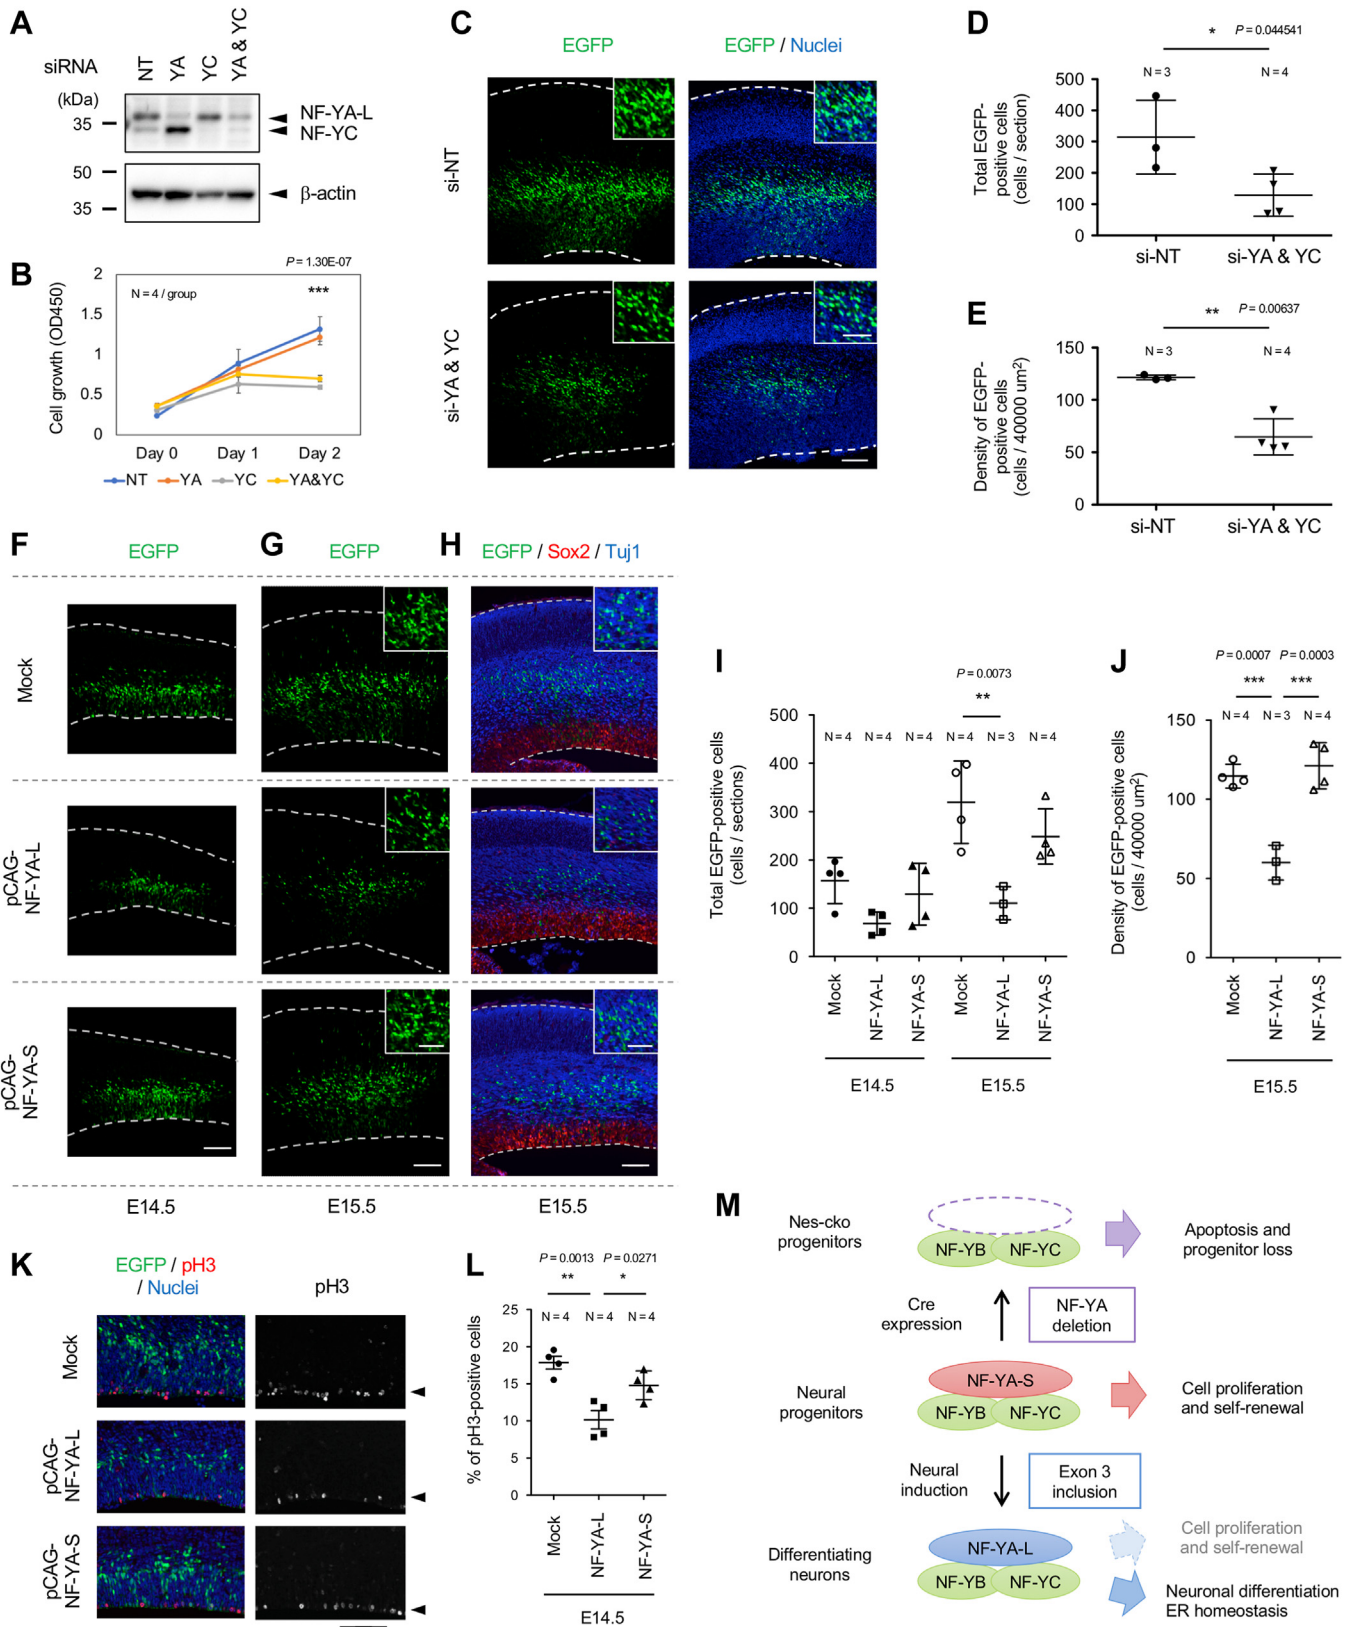 A
siRNA
NT
YA
YC
YA & YC
(kDa)
35
NF-YA-L
NF-YC
50
35
β-actin
B
P = 1.30E-07
***
N = 4 / group
Cell growth (OD450)
2
1.5
1
0.5
0
Day 0 Day 1 Day 2
NT YA YC YA&YC
C
EGFP
EGFP / Nuclei
si-NT
si-YA & YC
D
* P = 0.044541
N = 3 N = 4
Total EGFP-
positive cells
(cells / section)
500
400
300
200
100
0
si-NT si-YA & YC
E
** P = 0.00637
N = 3 N = 4
Density of EGFP-
positive cells
(cells / 40000 um²)
150
100
50
0
si-NT si-YA & YC
F
EGFP
G
EGFP
H
EGFP / Sox2 / Tuj1
Mock
pCAG-
NF-YA-L
pCAG-
NF-YA-S
E14.5
E15.5
E15.5
I
P = 0.0073
**
N = 4 N = 4 N = 4 N = 4 N = 3 N = 4
Total EGFP-positive cells
(cells / sections)
500
400
300
200
100
0
Mock
NF-YA-L
NF-YA-S
Mock
NF-YA-L
NF-YA-S
E14.5
E15.5
J
P = 0.0007 P = 0.0003
*** ***
N = 4 N = 3 N = 4
Density of EGFP-positive cells
(cells / 40000 um²)
150
100
50
0
Mock
NF-YA-L
NF-YA-S
E15.5
K
EGFP / pH3
/ Nuclei
pH3
Mock
pCAG-
NF-YA-L
pCAG-
NF-YA-S
L
P = 0.0013 P = 0.0271
** *
N = 4 N = 4 N = 4
% of pH3-positive cells
25
20
15
10
5
0
Mock
NF-YA-L
NF-YA-S
E14.5
M
Nes-cko
progenitors
NF-YB NF-YC
Apoptosis and
progenitor loss
Cre
expression
NF-YA
deletion
Neural
progenitors
NF-YA-S
NF-YB NF-YC
Cell proliferation
and self-renewal
Neural
induction
Exon 3
inclusion
Differentiating
neurons
NF-YA-L
NF-YB NF-YC
Cell proliferation
and self-renewal
Neuronal differentiation
ER homeostasis